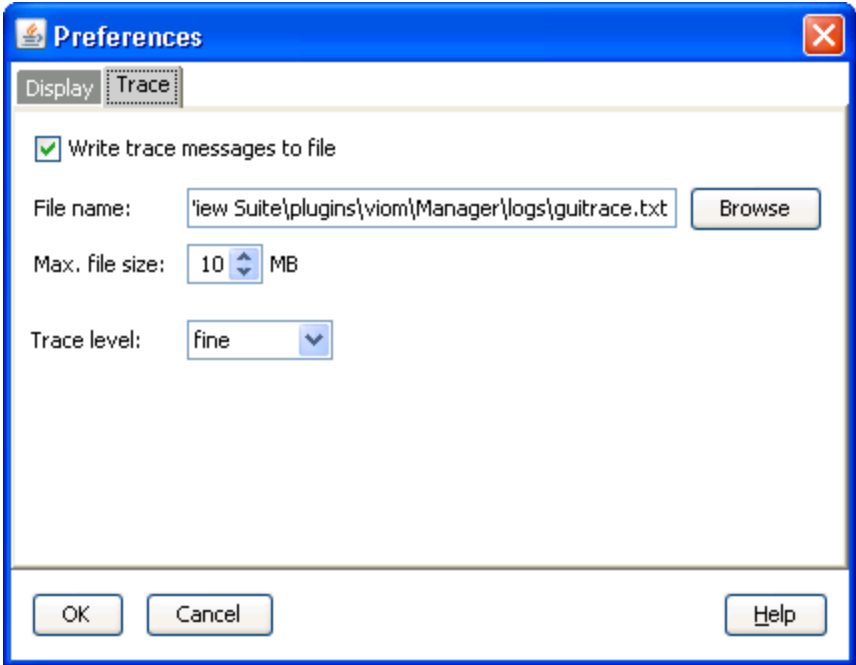 Preferences
Display Trace
Write trace messages to file
File name: 'iew Suite\plugins\viom\Manager\logs\guitrace.txt Browse
Max. file size: 10 MB
Trace level: fine
OK Cancel Help